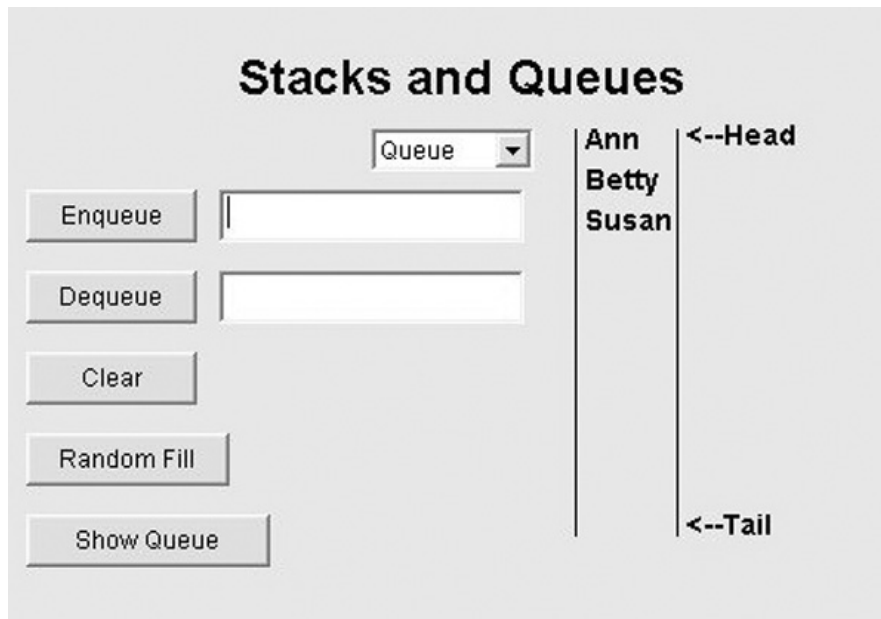 Stacks and Queues
Queue
Ann <--Head
Betty
Enqueue
Susan
Dequeue
Clear
Random Fill
Show Queue
<--Tail